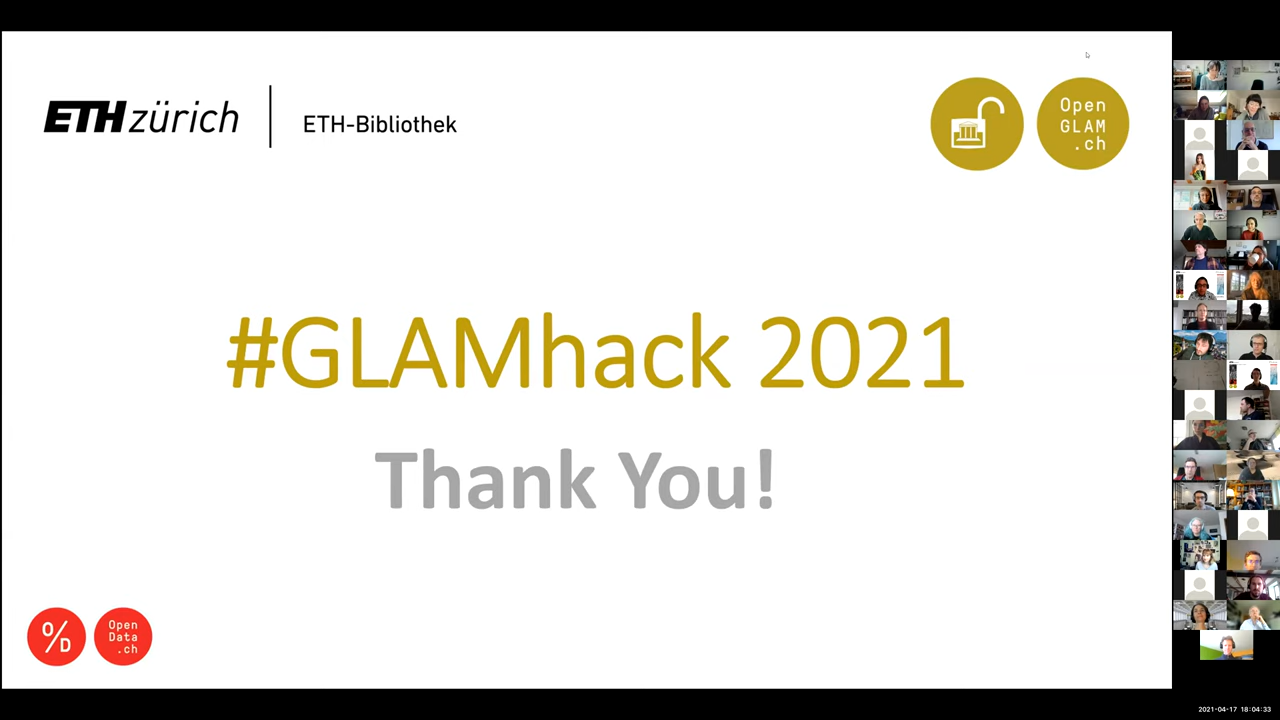 ETH zürich
ETH-Bibliothek
Open
GLAM
.ch
#GLAMhack 2021
Thank You!
%D
Open
Data
.ch
2021-04-17 18:04:33